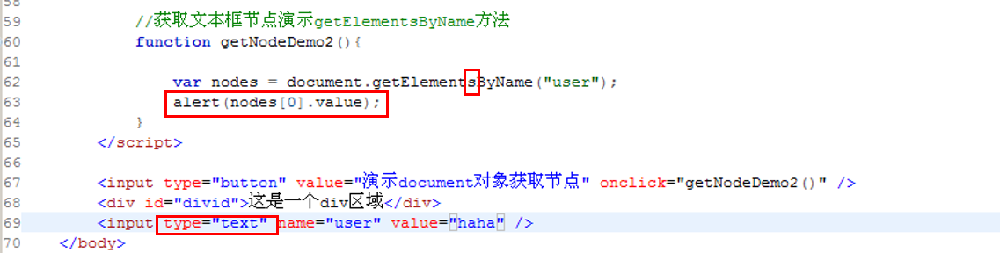 58
59 //获取文本框节点演示getElementsByName方法
60 function getNodeDemo2(){
61
62 var nodes = document.getElementsByName("user");
63 alert(nodes[0].value);
64 }
65 </script>
66
67 <input type="button" value="演示document对象获取节点" onclick="getNodeDemo2()" />
68 <div id="divid">这是一个div区域</div>
69 <input type="text" name="user" value="haha" />
70 </body>